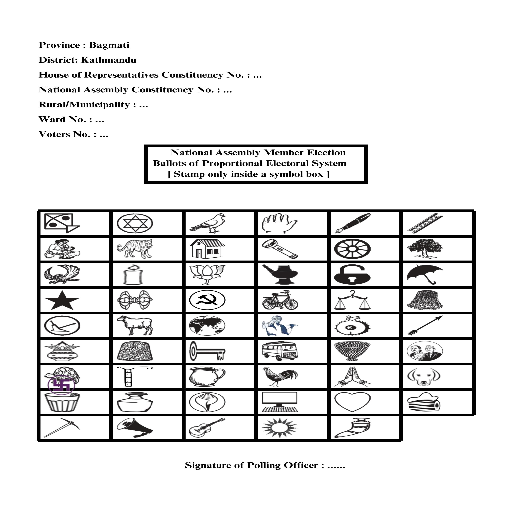 Province : Bagmati
District: Kathmandu
House of Representatives Constituency No. : ...
National Assembly Constituency No. : ...
Rural/Municipality : ...
Ward No. : ...
Voters No. : ...
National Assembly Member Election
Ballots of Proportional Electoral System
[ Stamp only inside a symbol box ]
Signature of Polling Officer : ......